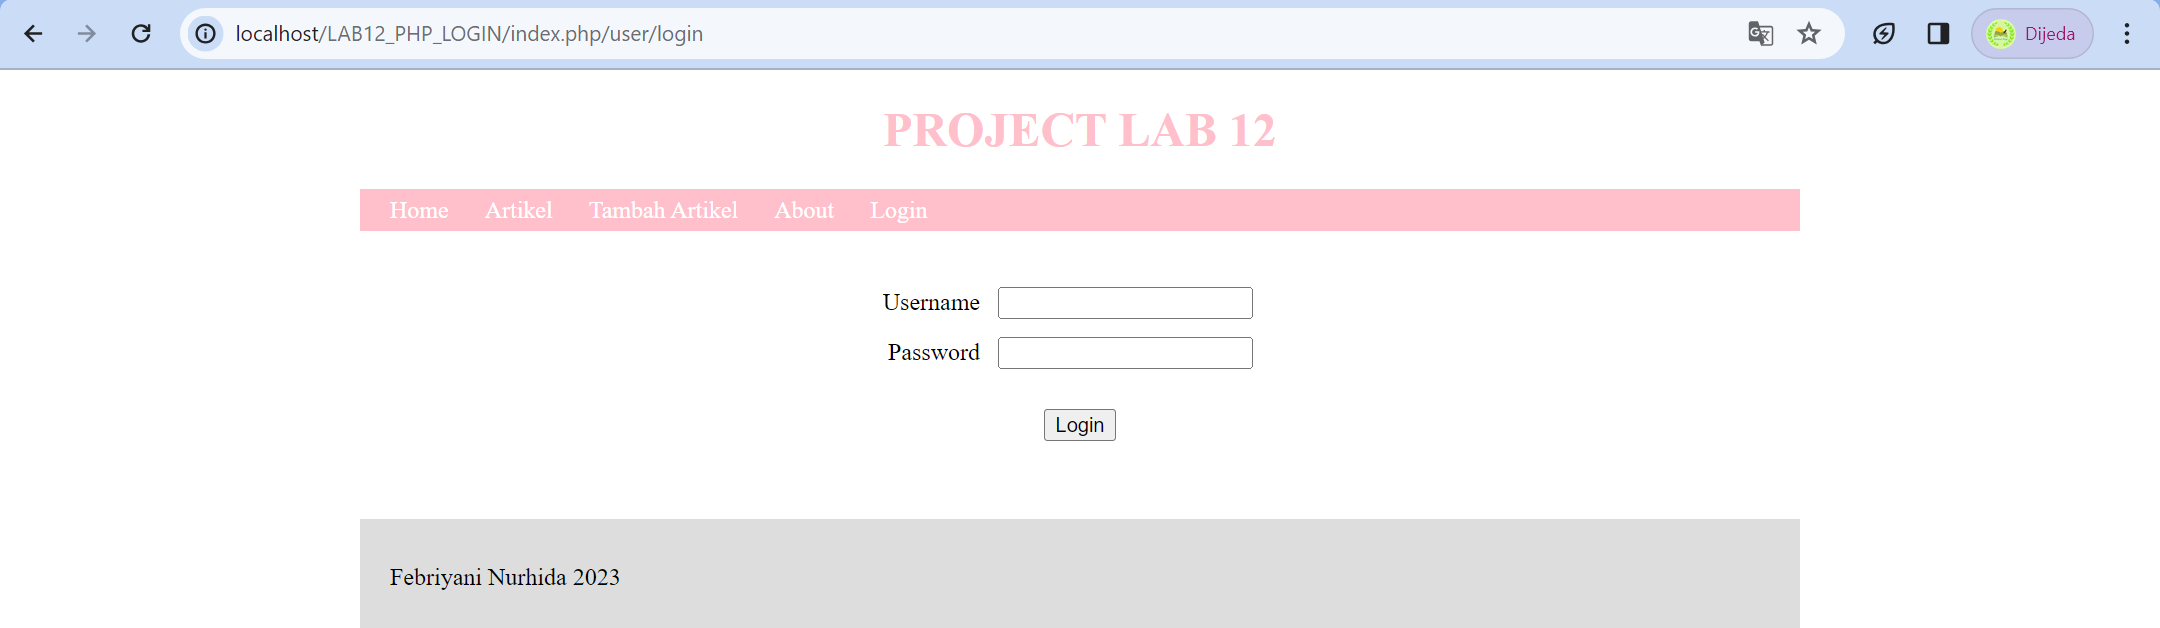 localhost/LAB12_PHP_LOGIN/index.php/user/login
Dijeda
PROJECT LAB 12
Home Artikel Tambah Artikel About Login
Username
Password
Login
Febriyani Nurhida 2023